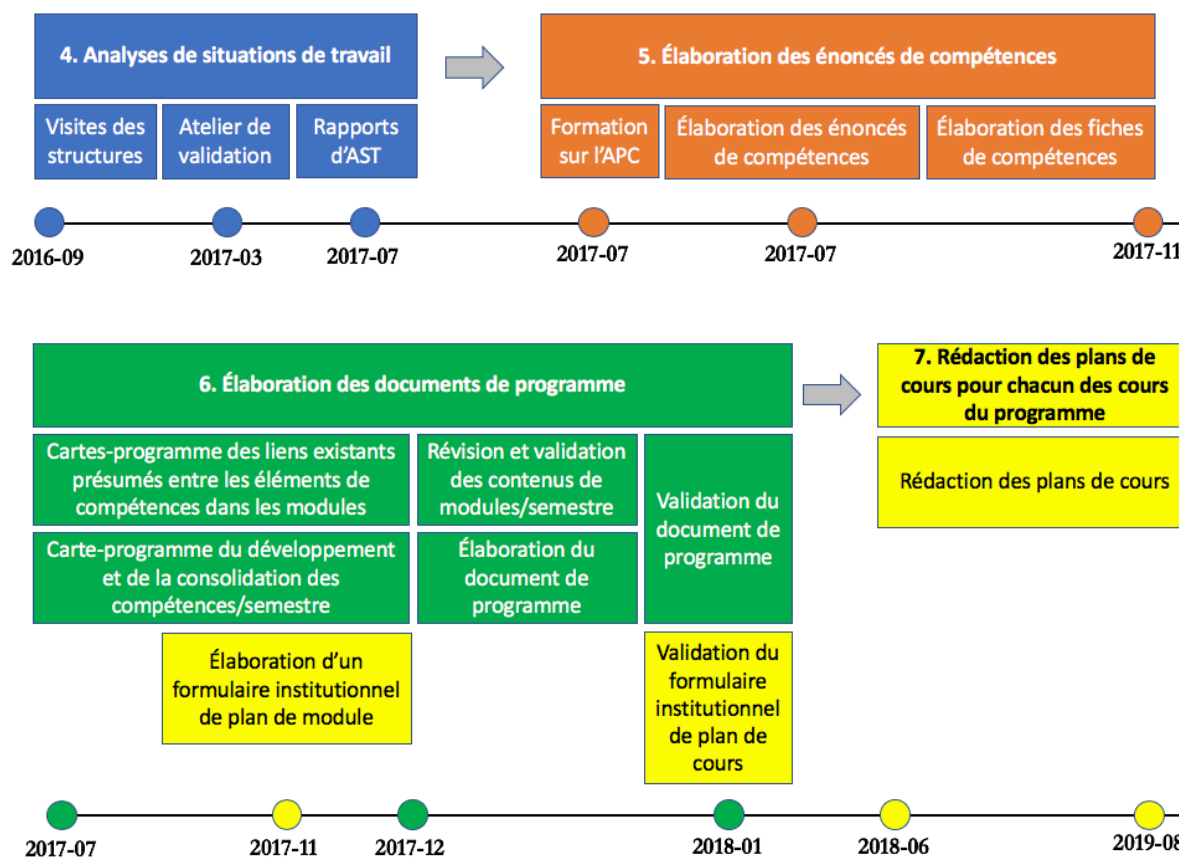 4. Analyses de situations de travail
5. Élaboration des énoncés de compétences
Visites des
structures
Atelier de
validation
Rapports
d’AST
Formation
sur l’APC
Élaboration des énoncés
de compétences
Élaboration des fiches
de compétences
2016-09
2017-03
2017-07
2017-07
2017-07
2017-11
6. Élaboration des documents de programme
7. Rédaction des plans de
cours pour chacun des cours
du programme
Cartes-programme des liens existants
présumés entre les éléments de
compétences dans les modules
Révision et validation
des contenus de
modules/semestre
Validation du
document de
programme
Rédaction des plans de cours
Carte-programme du développement
et de la consolidation des
compétences/semestre
Élaboration du
document de
programme
Élaboration d’un
formulaire institutionnel
de plan de module
Validation du
formulaire
institutionnel
de plan de
cours
2017-07
2017-11
2017-12
2018-01
2018-06
2019-08